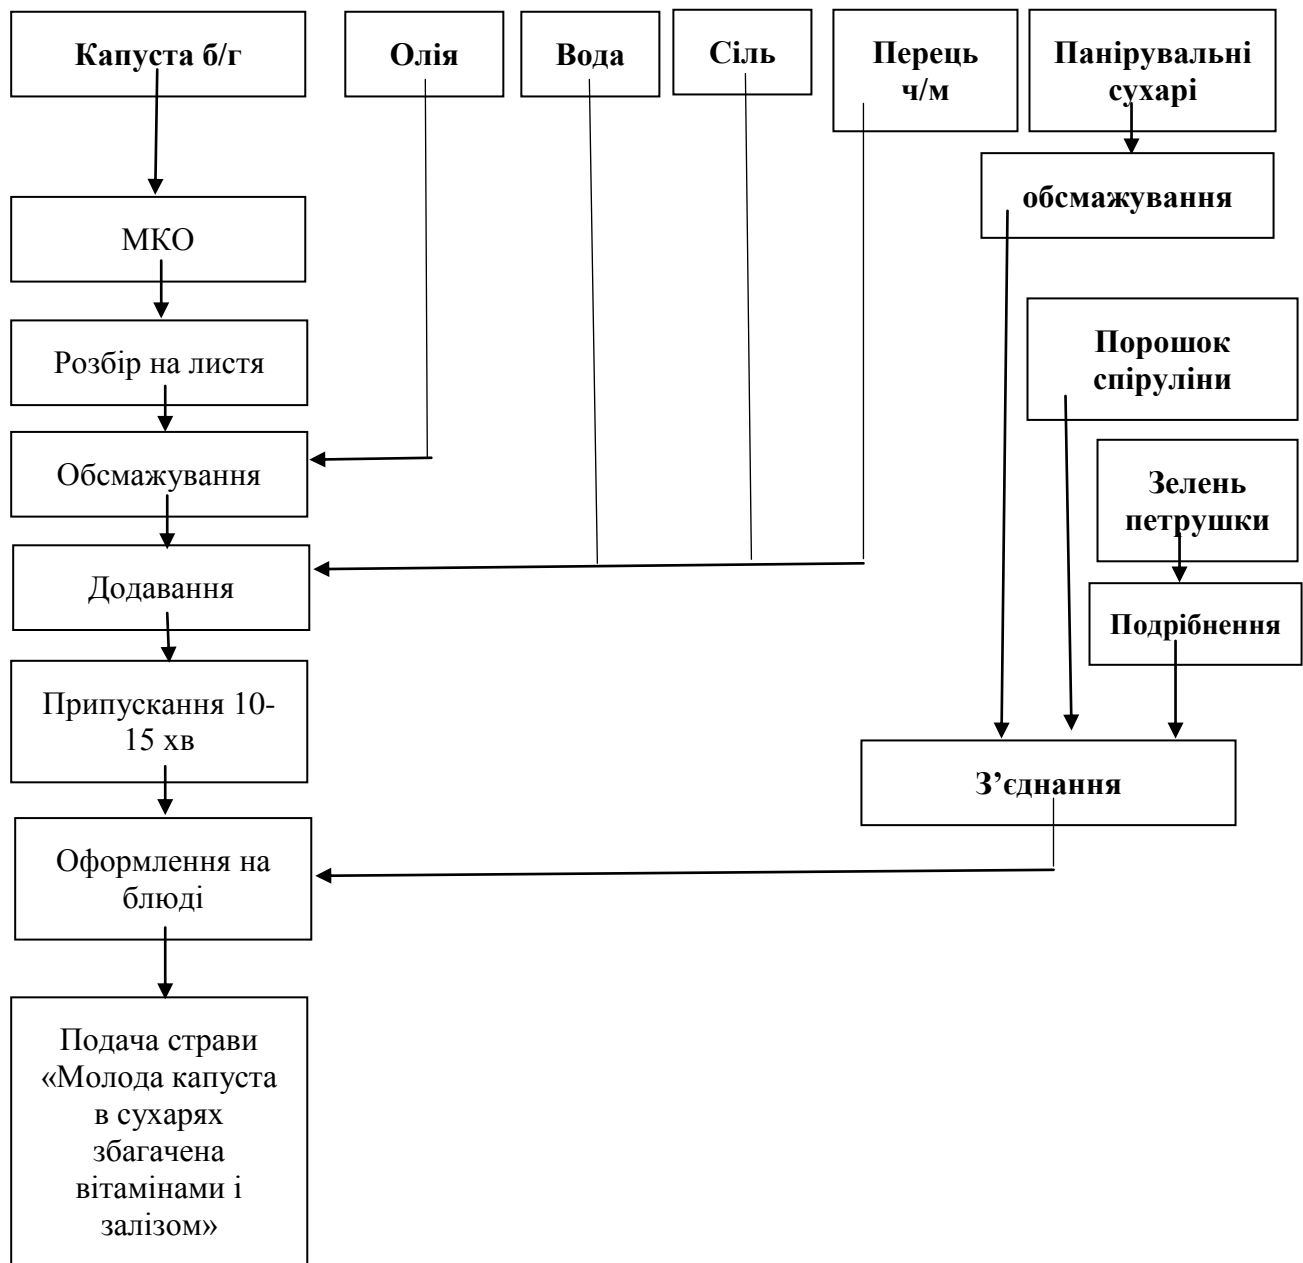 Капуста б/г
Олія
Вода
Сіль
Перець
ч/м
Панірувальні
сухарі
обсмажування
МКО
Порошок
спіруліни
Розбір на листя
Обсмажування
Зелень
петрушки
Додавання
Подрібнення
Припускання 10-
15 хв
З’єднання
Оформлення на
блюді
Подача страви
«Молода капуста
в сухарях
збагачена
вітамінами і
залізом»